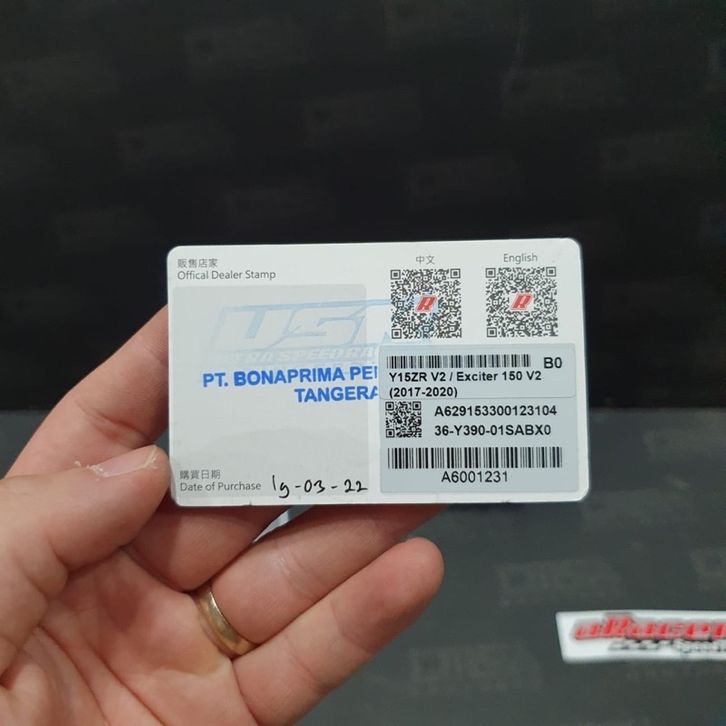 販售店家
Offical Dealer Stamp
中文
English
PT. BONAPRIMA
TANGERA
B0
Y15ZR V2 / Exciter 150 V2
(2017-2020)
A629153300123104
36-Y390-01SABX0
A6001231
購買日期
Date of Purchase 19-03-22
aRacer